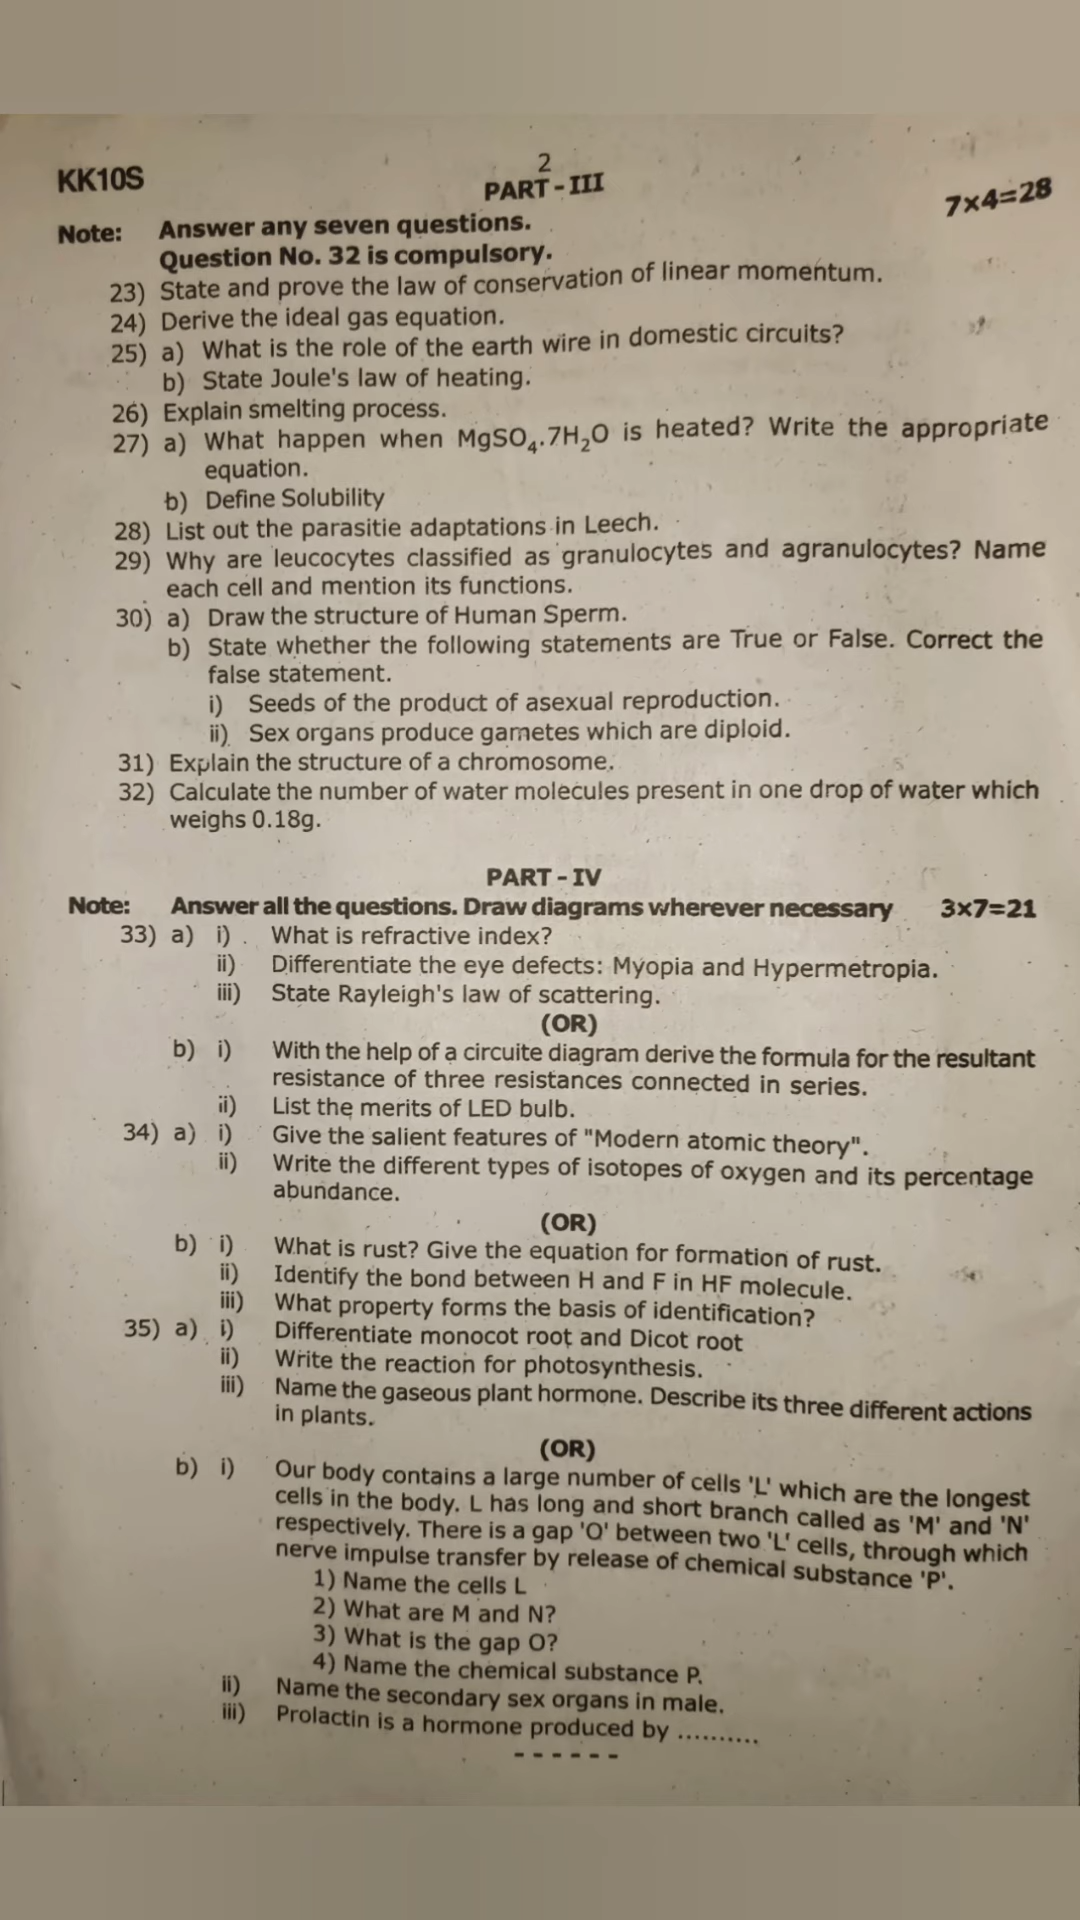 KK10S
2
PART - III
7x4=28
Note: Answer any seven questions.
Question No. 32 is compulsory.
23) State and prove the law of conservation of linear momentum.
24) Derive the ideal gas equation.
25) a) What is the role of the earth wire in domestic circuits?
b) State Joule's law of heating.
26) Explain smelting process.
27) a) What happen when MgSO₄.7H₂O is heated? Write the appropriate
equation.
b) Define Solubility
28) List out the parasitie adaptations in Leech.
29) Why are leucocytes classified as granulocytes and agranulocytes? Name
each cell and mention its functions.
30) a) Draw the structure of Human Sperm.
b) State whether the following statements are True or False. Correct the
false statement.
i) Seeds of the product of asexual reproduction.
ii) Sex organs produce gametes which are diploid.
31) Explain the structure of a chromosome.
32) Calculate the number of water molecules present in one drop of water which
weighs 0.18g.
PART - IV
Note: Answer all the questions. Draw diagrams wherever necessary 3x7=21
33) a) i) What is refractive index?
ii) Differentiate the eye defects: Myopia and Hypermetropia.
iii) State Rayleigh's law of scattering.
(OR)
b) i) With the help of a circuite diagram derive the formula for the resultant
resistance of three resistances connected in series.
ii) List the merits of LED bulb.
34) a) i) Give the salient features of "Modern atomic theory".
ii) Write the different types of isotopes of oxygen and its percentage
abundance.
(OR)
b) i) What is rust? Give the equation for formation of rust.
ii) Identify the bond between H and F in HF molecule.
iii) What property forms the basis of identification?
35) a) i) Differentiate monocot root and Dicot root
ii) Write the reaction for photosynthesis.
iii) Name the gaseous plant hormone. Describe its three different actions
in plants.
(OR)
b) i) Our body contains a large number of cells 'L' which are the longest
cells in the body. L has long and short branch called as 'M' and 'N'
respectively. There is a gap 'O' between two 'L' cells, through which
nerve impulse transfer by release of chemical substance 'P'.
1) Name the cells L
2) What are M and N?
3) What is the gap O?
4) Name the chemical substance P.
ii) Name the secondary sex organs in male.
iii) Prolactin is a hormone produced by ..........
------